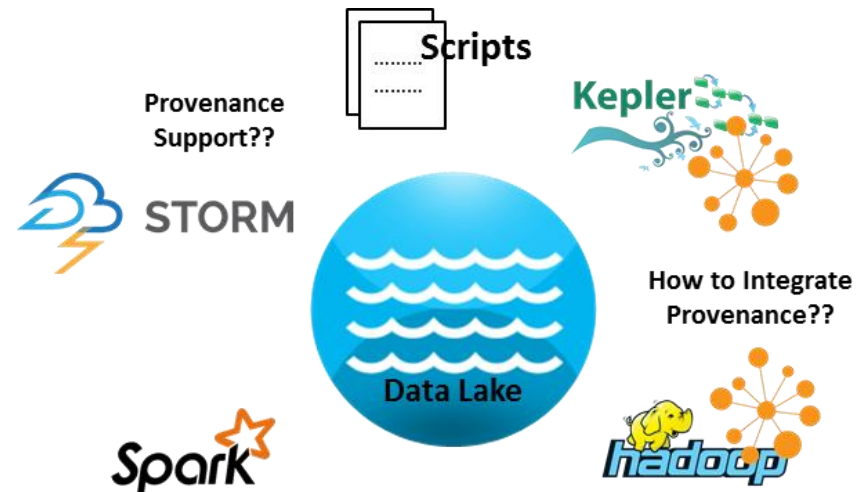 Scripts
Kepler
Provenance
Support??
STORM
How to Integrate
Provenance??
Data Lake
Spark
hadoop